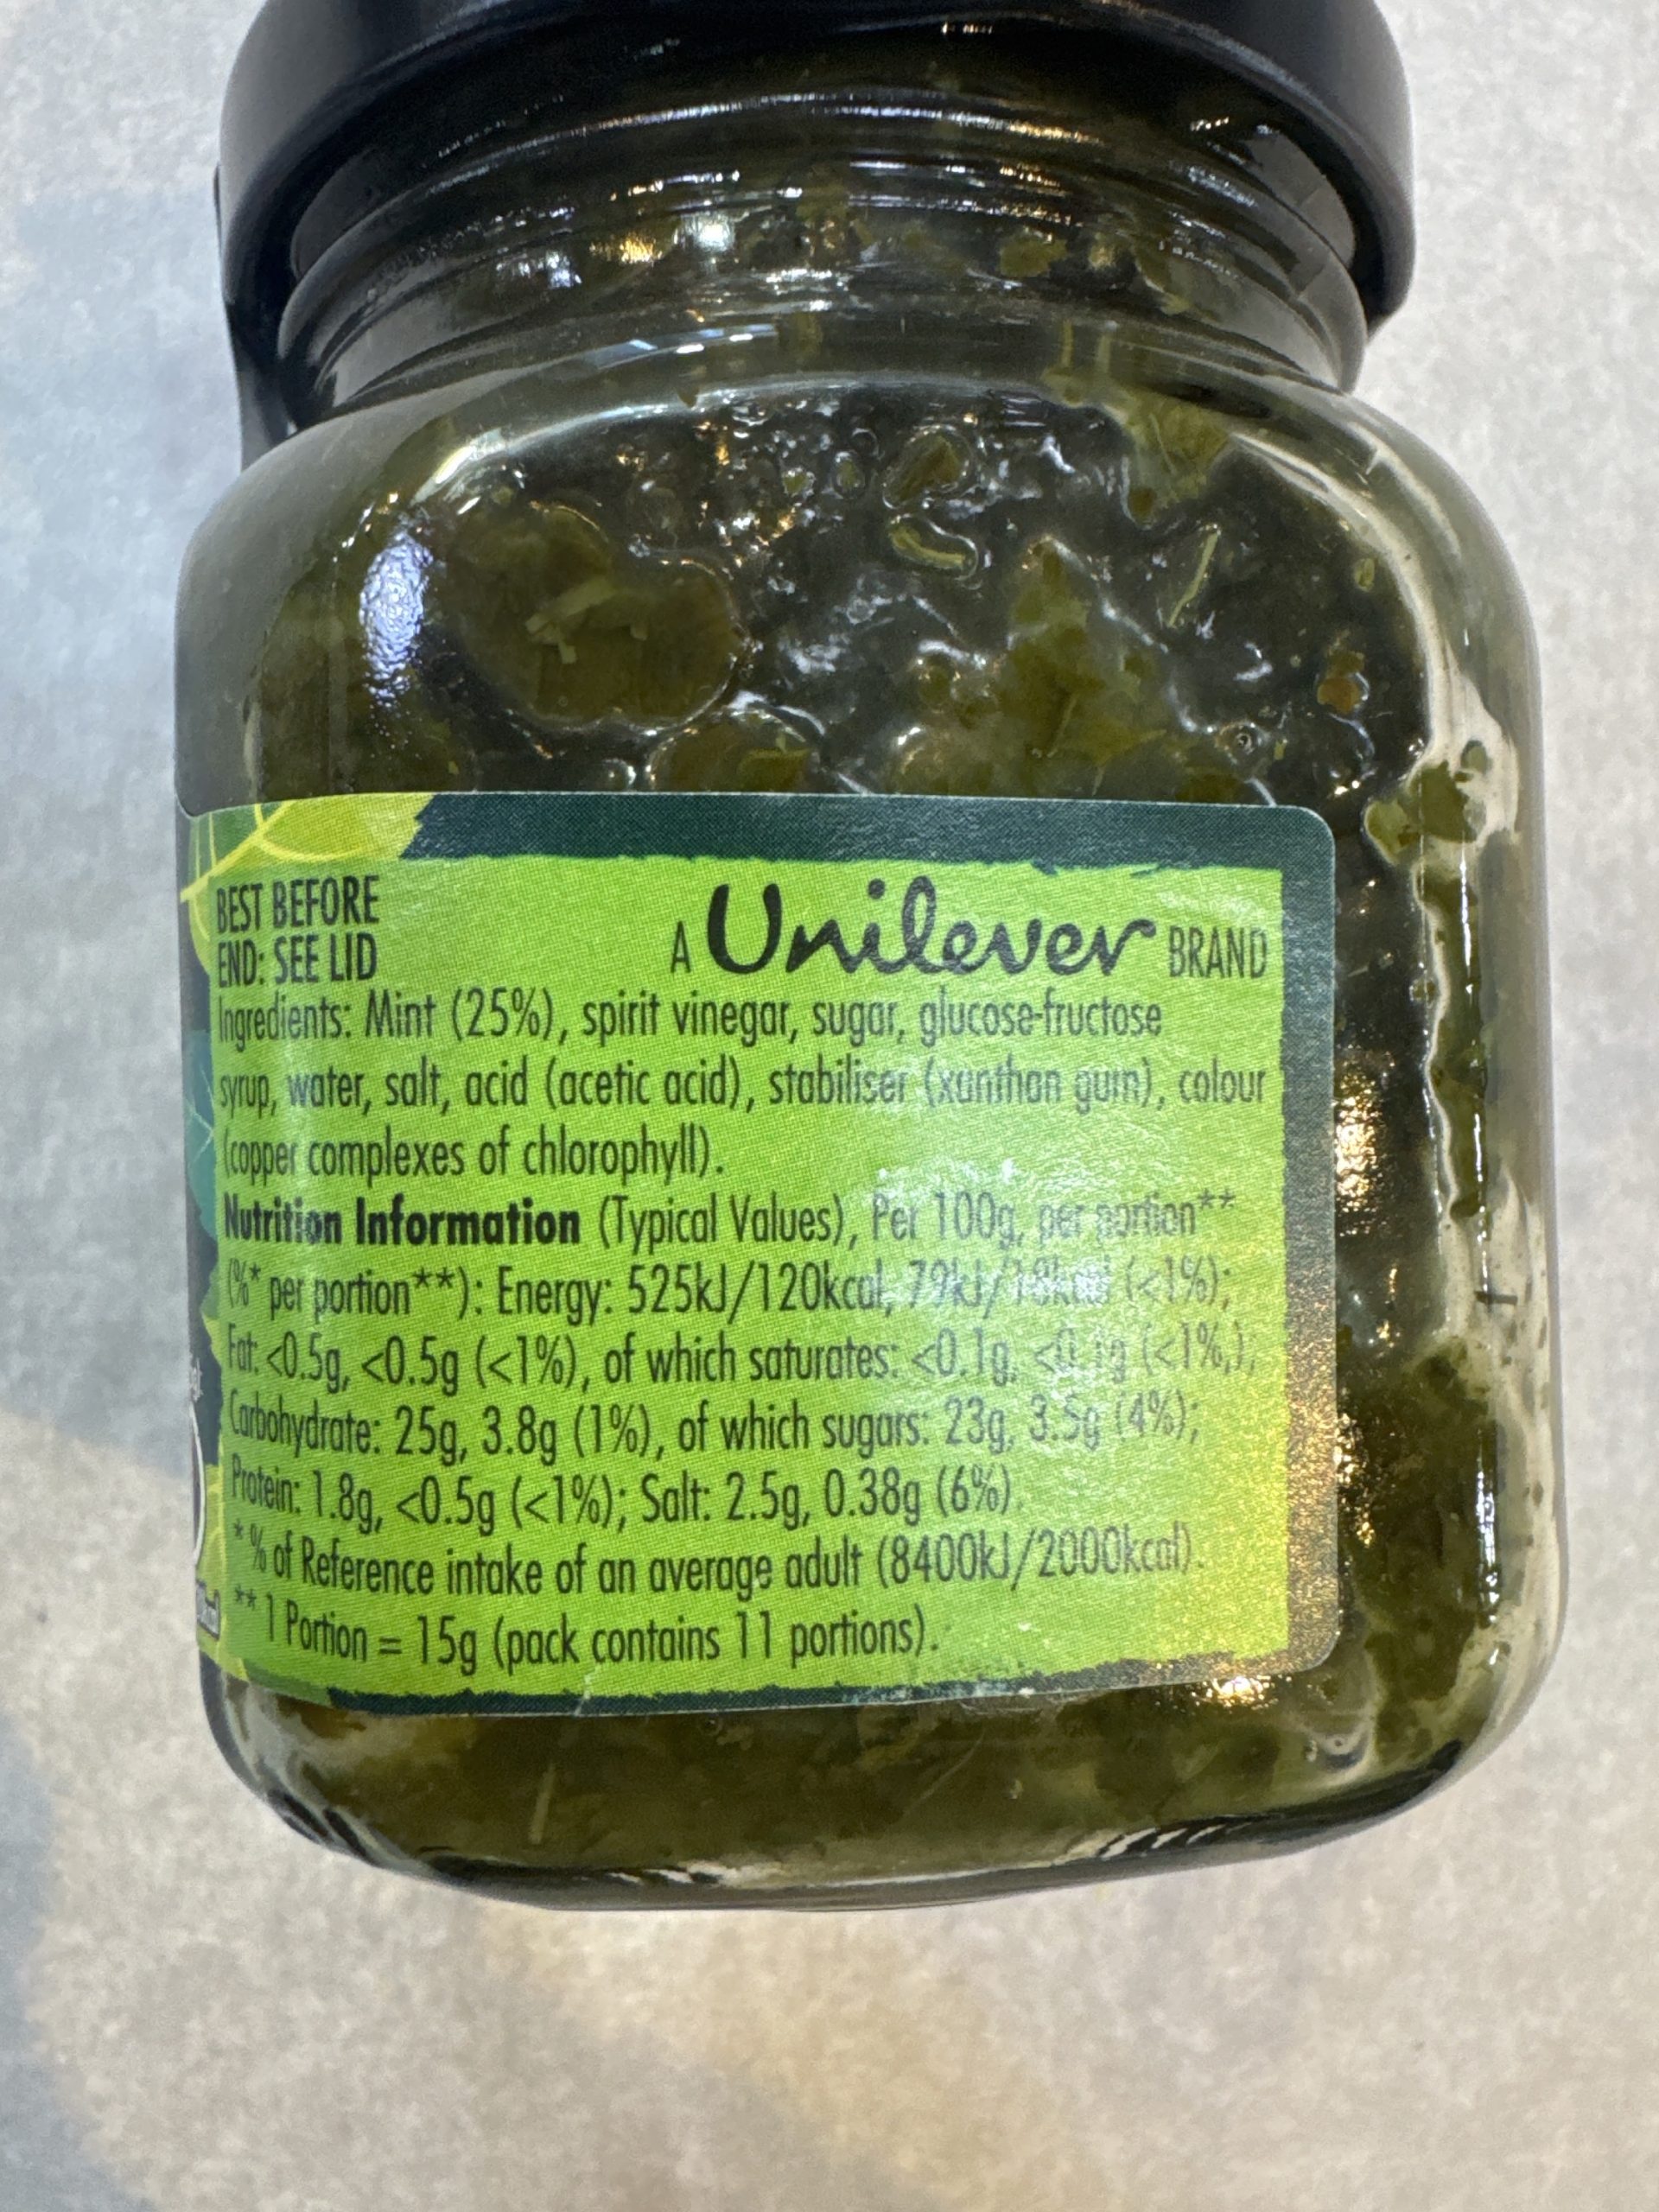 BEST BEFORE
END: SEE LID
A Unilever BRAND
Ingredients: Mint (25%), spirit vinegar, sugar, glucose-fructose
syrup, water, salt, acid (acetic acid), stabiliser (xanthan gum), colour
(copper complexes of chlorophyll).
Nutrition Information (Typical Values), Per 100g, per portion**
(%* per portion**): Energy: 525kJ/120kcal, 79kJ/18kcal (<1%);
Fat: <0.5g, <0.5g (<1%), of which saturates: <0.1g, <0.1g (<1%,);
Carbohydrate: 25g, 3.8g (1%), of which sugars: 23g, 3.5g (4%);
Protein: 1.8g, <0.5g (<1%); Salt: 2.5g, 0.38g (6%).
* % of Reference intake of an average adult (8400kJ/2000kcal).
** 1 Portion = 15g (pack contains 11 portions).